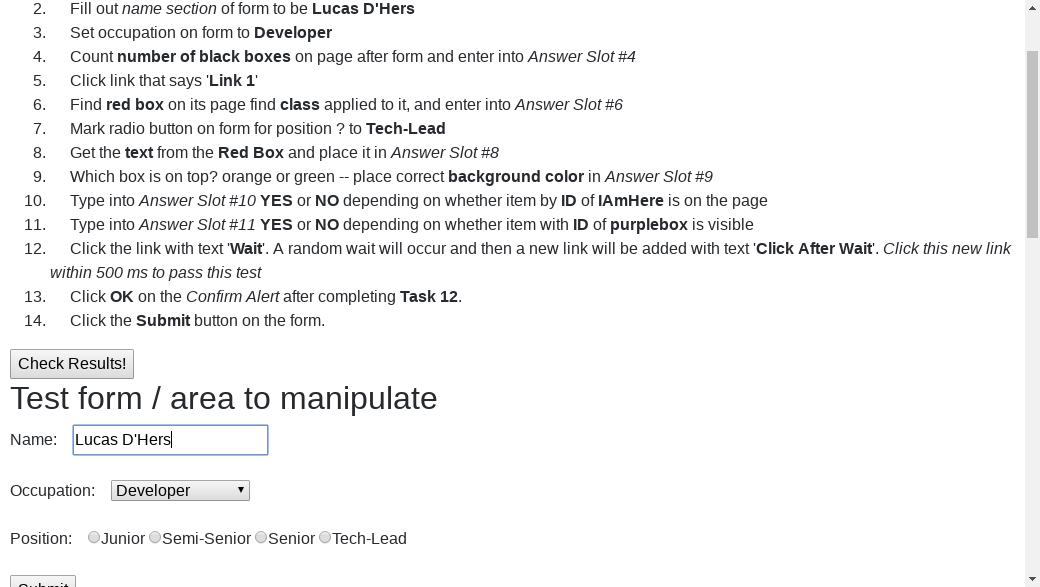 2. Fill out name section of form to be Lucas D'Hers
3. Set occupation on form to Developer
4. Count number of black boxes on page after form and enter into Answer Slot #4
5. Click link that says 'Link 1'
6. Find red box on its page find class applied to it, and enter into Answer Slot #6
7. Mark radio button on form for position ? to Tech-Lead
8. Get the text from the Red Box and place it in Answer Slot #8
9. Which box is on top? orange or green -- place correct background color in Answer Slot #9
10. Type into Answer Slot #10 YES or NO depending on whether item by ID of IAmHere is on the page
11. Type into Answer Slot #11 YES or NO depending on whether item with ID of purplebox is visible
12. Click the link with text 'Wait'. A random wait will occur and then a new link will be added with text 'Click After Wait'. Click this new link
within 500 ms to pass this test
13. Click OK on the Confirm Alert after completing Task 12.
14. Click the Submit button on the form.
Check Results!
Test form / area to manipulate
Name: Lucas D'Hers
Occupation: Developer
Position: Junior Semi-Senior Senior Tech-Lead
Submit